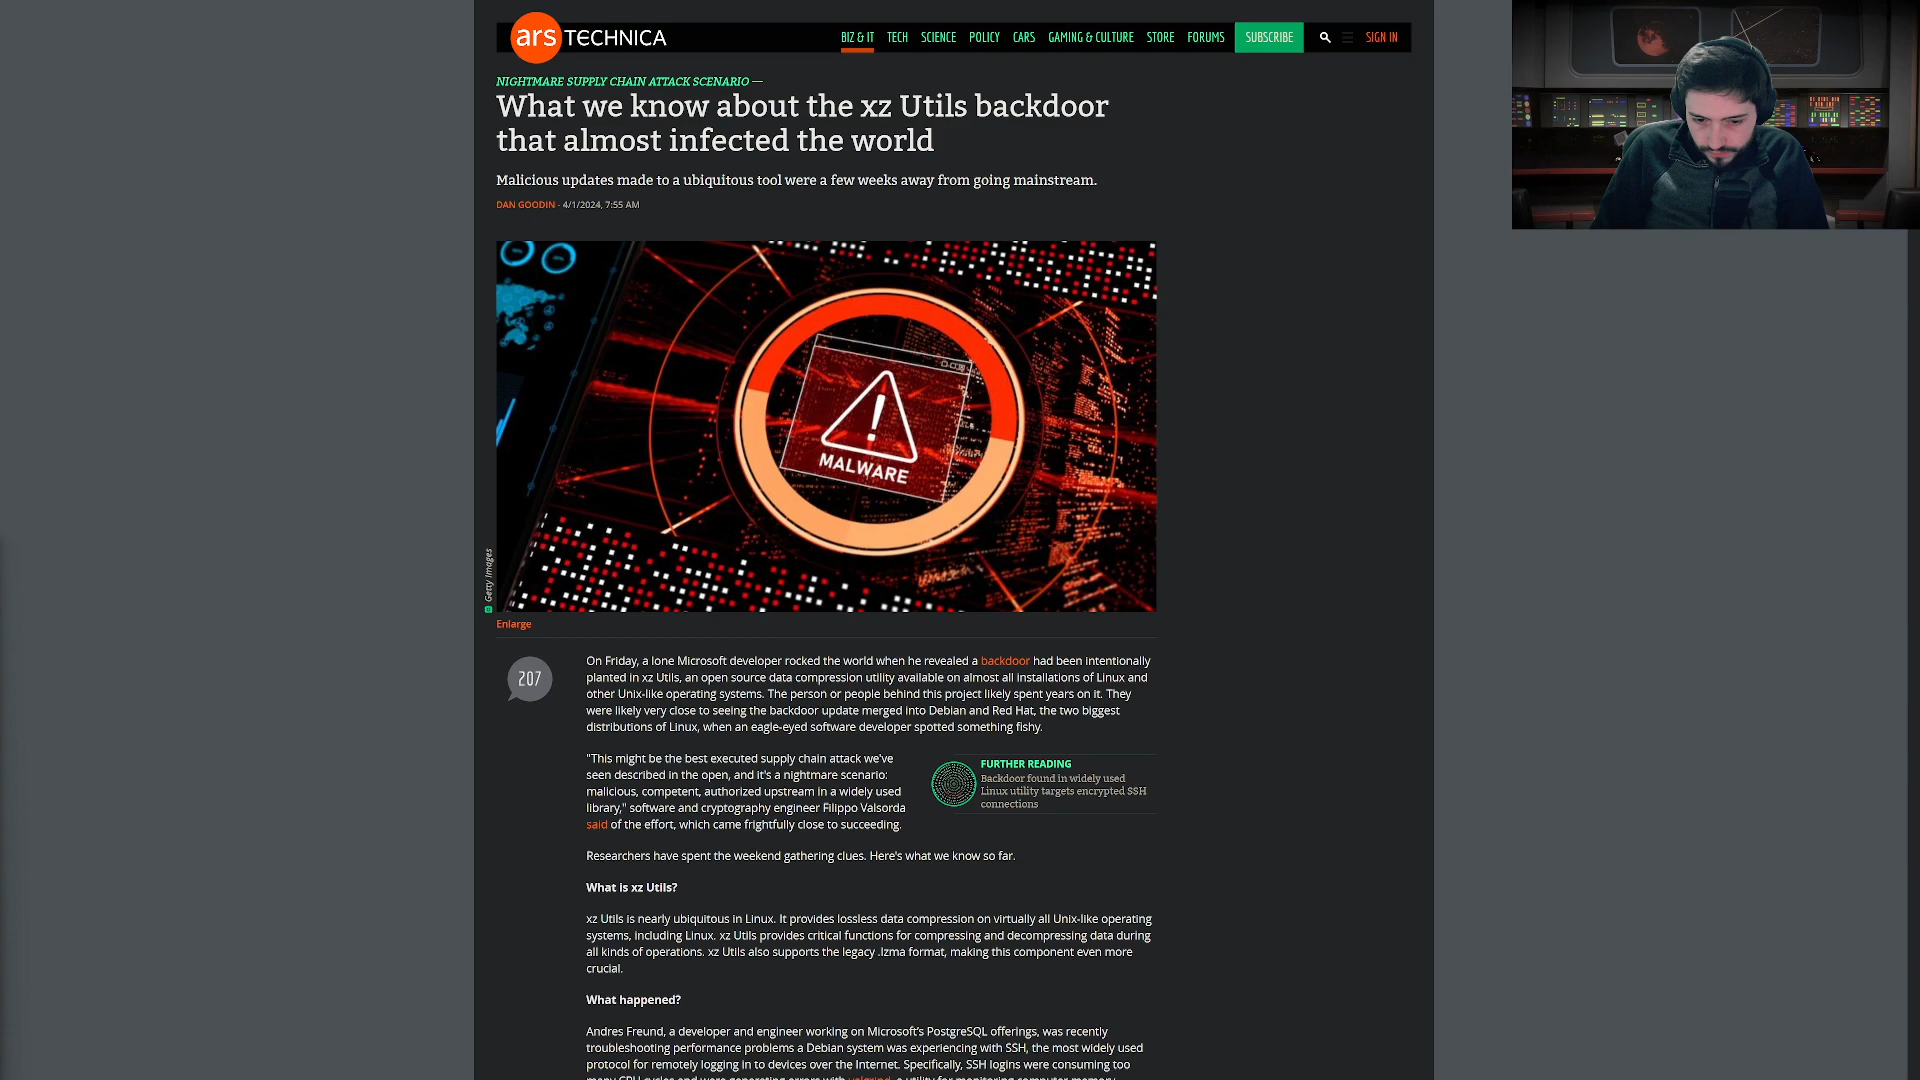 ars TECHNICA
BIZ & IT TECH SCIENCE POLICY CARS GAMING & CULTURE STORE FORUMS SUBSCRIBE SIGN IN
NIGHTMARE SUPPLY CHAIN ATTACK SCENARIO —
What we know about the xz Utils backdoor
that almost infected the world
Malicious updates made to a ubiquitous tool were a few weeks away from going mainstream.
DAN GOODIN - 4/1/2024, 7:55 AM
MALWARE
Getty Images
Enlarge
207
On Friday, a lone Microsoft developer rocked the world when he revealed a backdoor had been intentionally
planted in xz Utils, an open source data compression utility available on almost all installations of Linux and
other Unix-like operating systems. The person or people behind this project likely spent years on it. They
were likely very close to seeing the backdoor update merged into Debian and Red Hat, the two biggest
distributions of Linux, when an eagle-eyed software developer spotted something fishy.
"This might be the best executed supply chain attack we've
seen described in the open, and it's a nightmare scenario:
malicious, competent, authorized upstream in a widely used
library," software and cryptography engineer Filippo Valsorda
said of the effort, which came frightfully close to succeeding.
FURTHER READING
Backdoor found in widely used
Linux utility targets encrypted SSH
connections
Researchers have spent the weekend gathering clues. Here's what we know so far.
What is xz Utils?
xz Utils is nearly ubiquitous in Linux. It provides lossless data compression on virtually all Unix-like operating
systems, including Linux. xz Utils provides critical functions for compressing and decompressing data during
all kinds of operations. xz Utils also supports the legacy .lzma format, making this component even more
crucial.
What happened?
Andres Freund, a developer and engineer working on Microsoft's PostgreSQL offerings, was recently
troubleshooting performance problems a Debian system was experiencing with SSH, the most widely used
protocol for remotely logging in to devices over the Internet. Specifically, SSH logins were consuming too
many CPU cycles and were generating errors with valgrind, a utility for monitoring computer memory.